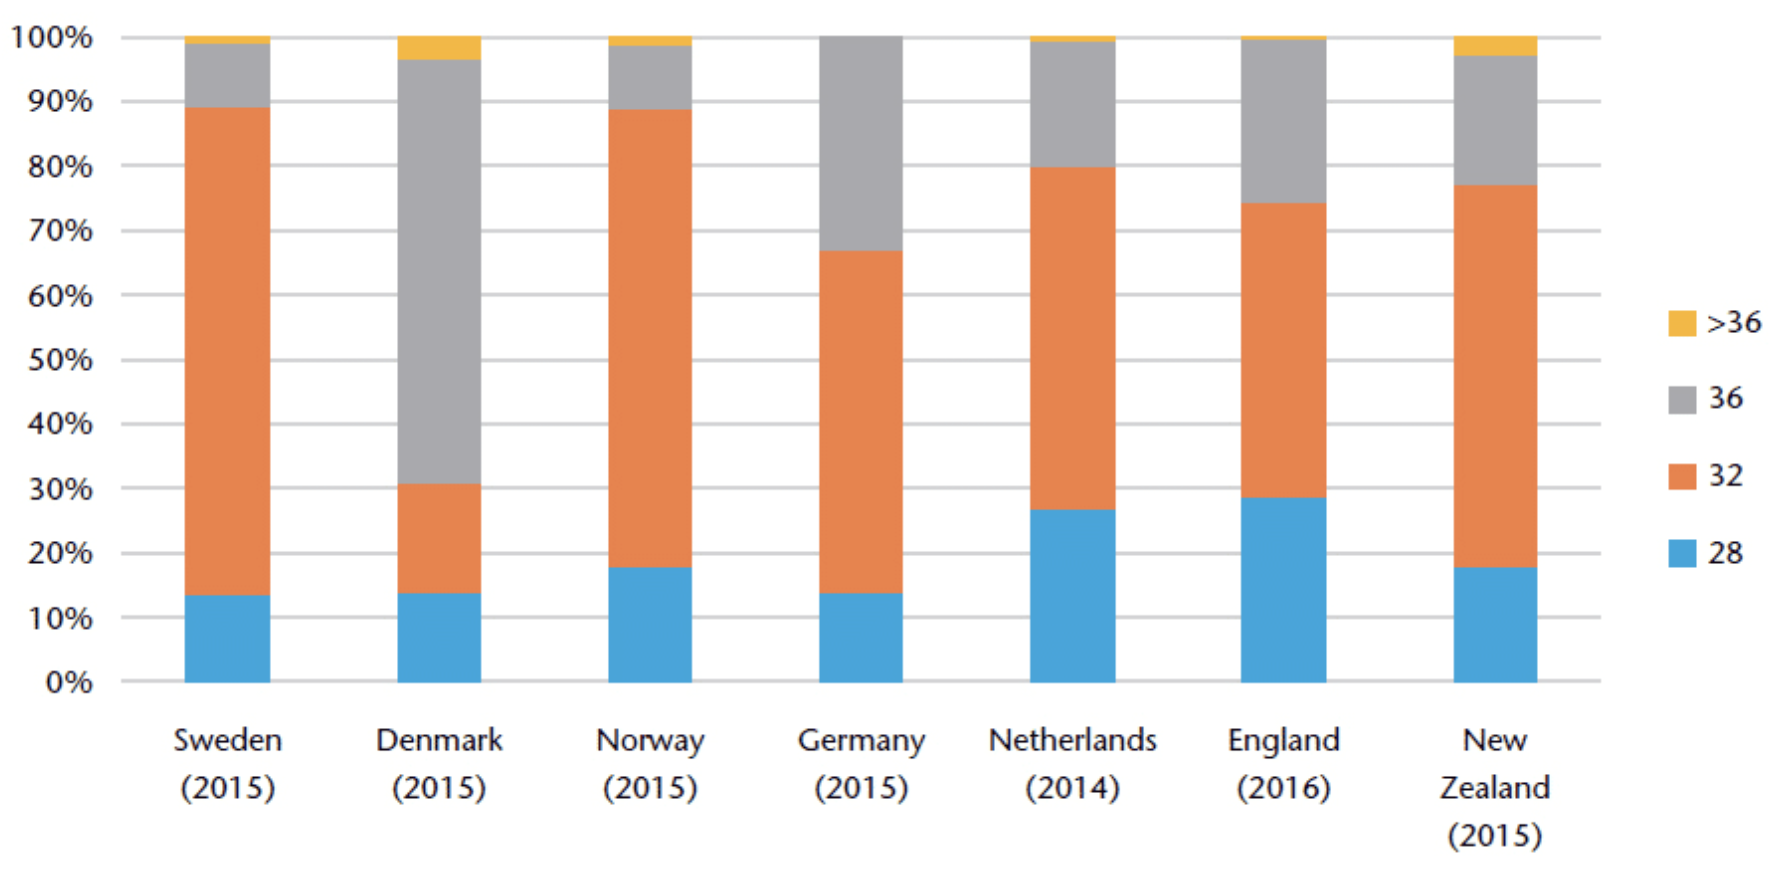 100%
90%
80%
70%
60%
50%
40%
30%
20%
10%
0%
Sweden
(2015)
Denmark
(2015)
Norway
(2015)
Germany
(2015)
Netherlands
(2014)
England
(2016)
New
Zealand
(2015)
>36
36
32
28